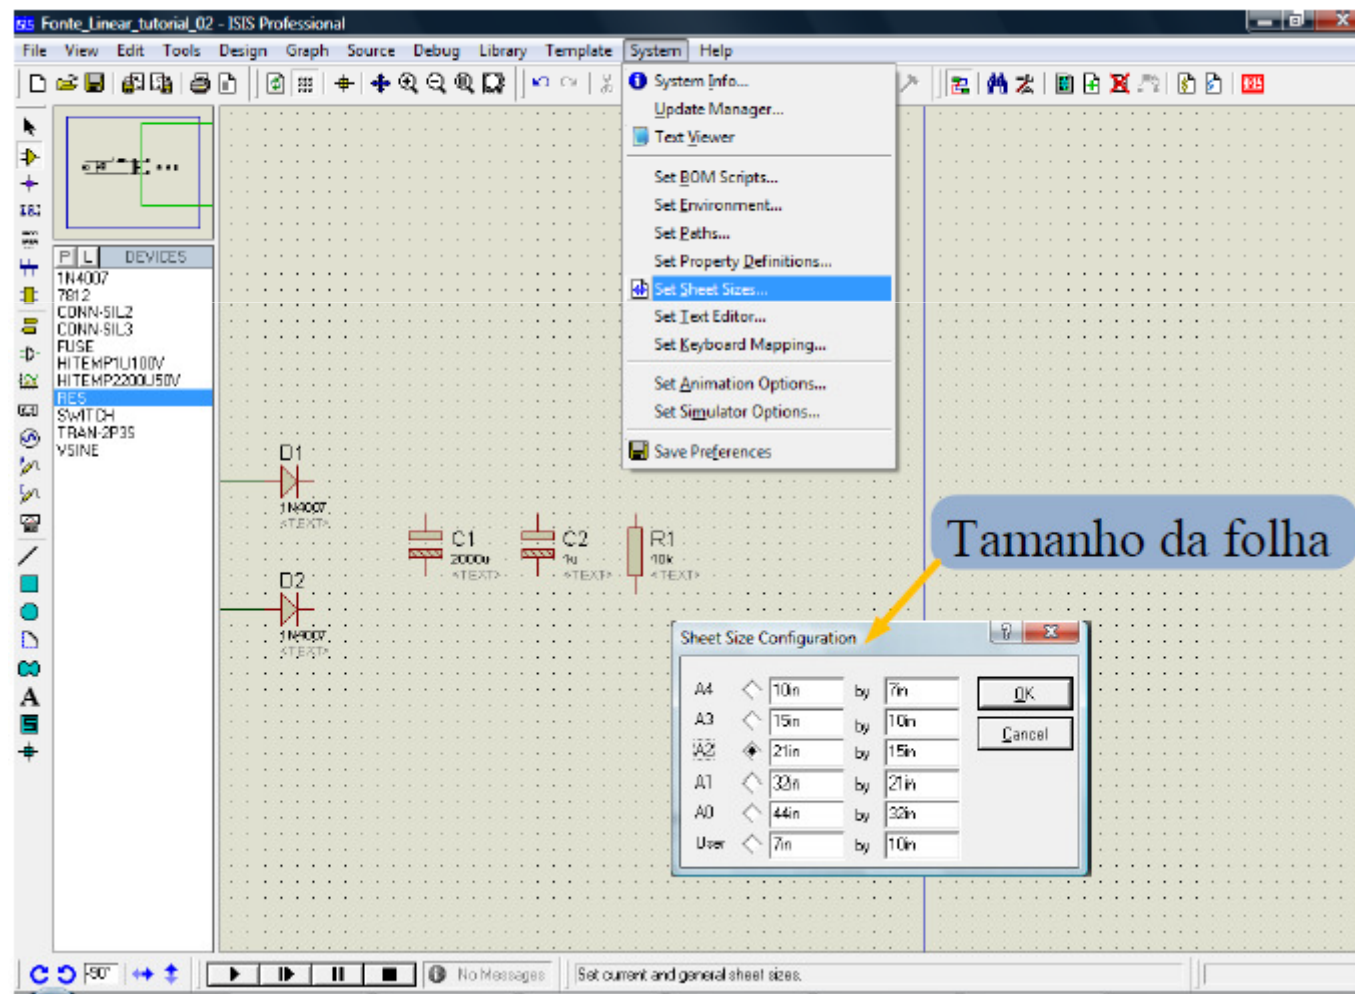 Fonte_Linear_tutorial_02 - ISIS Professional
File View Edit Tools Design Graph Source Debug Library Template System Help
System Info...
Update Manager...
Text Viewer
Set BOM Scripts...
Set Environment...
Set Paths...
Set Property Definitions...
Set Sheet Sizes...
Set Text Editor...
Set Keyboard Mapping...
Set Animation Options...
Set Simulator Options...
Save Preferences
P L DEVICES
1N4007
7812
CONN-SIL2
CONN-SIL3
FUSE
HITEMP1U100V
HITEMP2200U50V
RES
SWITCH
TRAN-2P3S
VSINE
D1
1N4007
<TEXT>
C1
2000u
<TEXT>
C2
1u
<TEXT>
R1
10k
<TEXT>
D2
1N4007
<TEXT>
Tamanho da folha
Sheet Size Configuration
A4 10in by 7in
A3 15in by 10in
A2 21in by 15in
A1 32in by 21in
A0 44in by 32in
User 7in by 10in
OK
Cancel
A
-90°
No Messages
Set current and general sheet sizes.